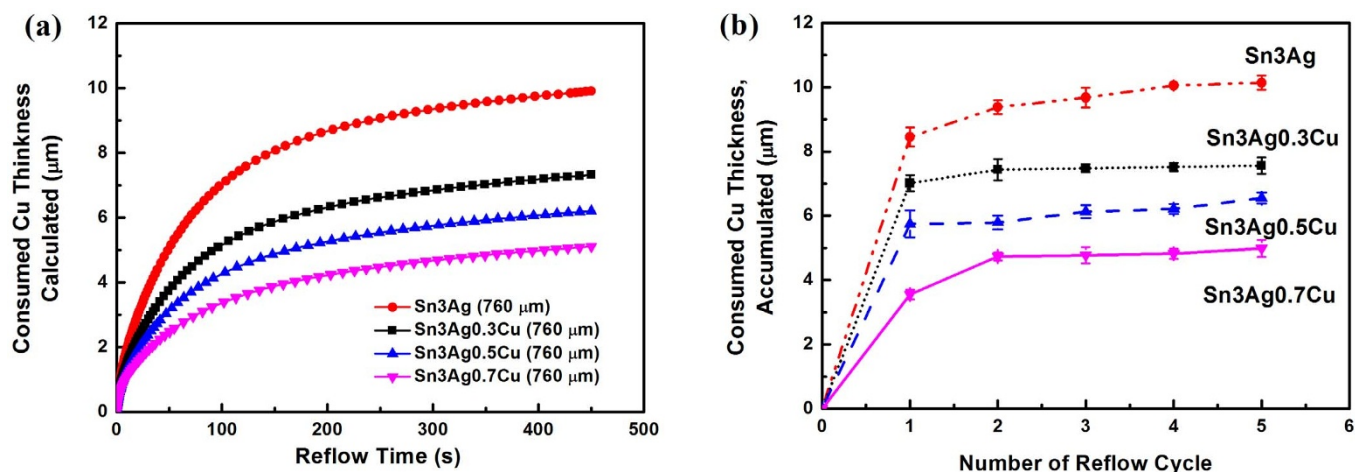 (a)
12
10
8
6
4
2
0
Consumed Cu Thinkness
Calculated (μm)
Sn3Ag (760 μm)
Sn3Ag0.3Cu (760 μm)
Sn3Ag0.5Cu (760 μm)
Sn3Ag0.7Cu (760 μm)
0 100 200 300 400 500
Reflow Time (s)
(b)
12
10
8
6
4
2
0
Consumed Cu Thickness,
Accumulated (μm)
Sn3Ag
Sn3Ag0.3Cu
Sn3Ag0.5Cu
Sn3Ag0.7Cu
0 1 2 3 4 5 6
Number of Reflow Cycle